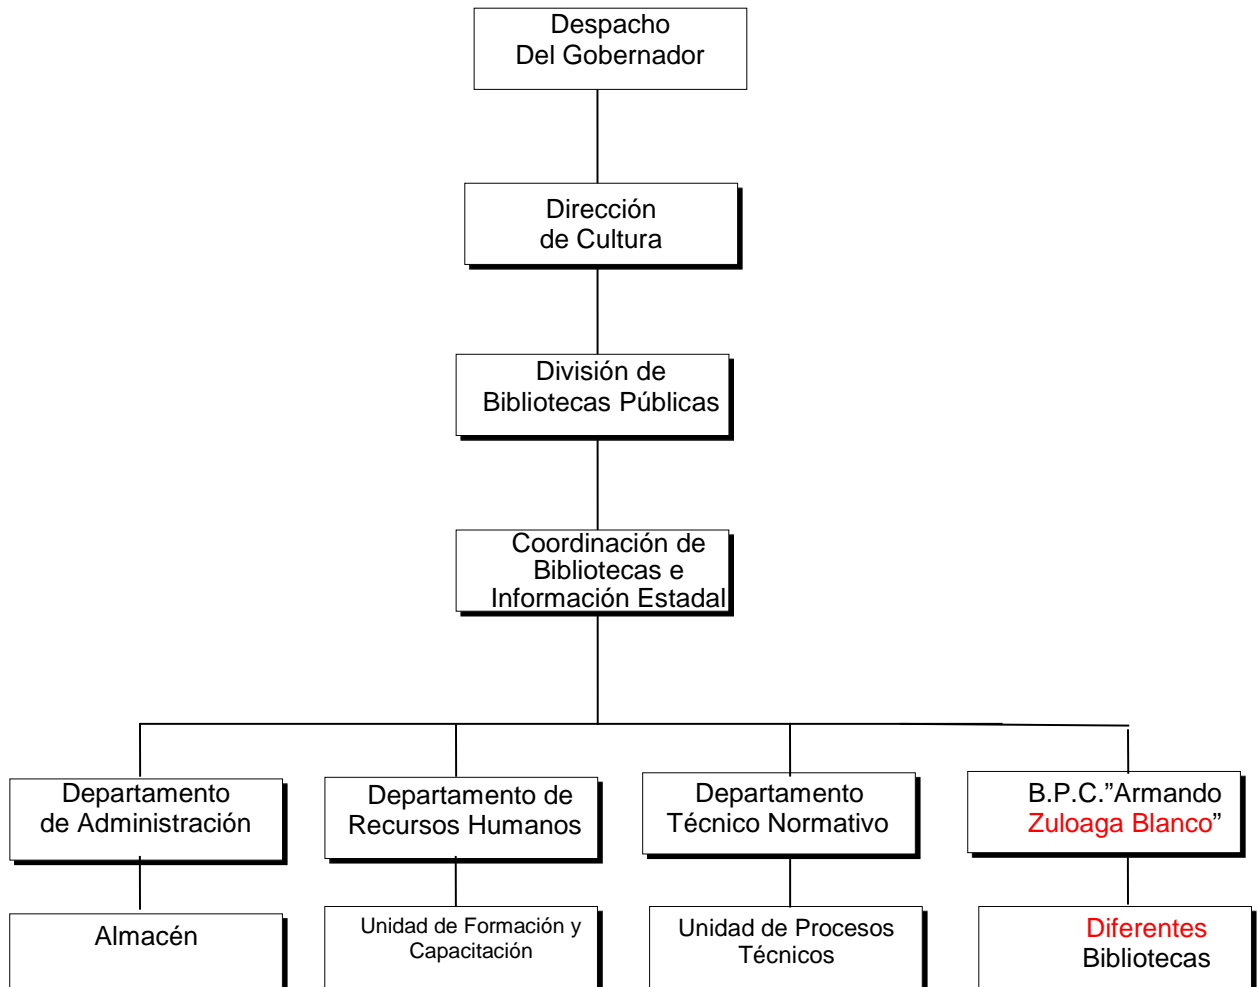 Despacho
Del Gobernador
Dirección
de Cultura
División de
Bibliotecas Públicas
Coordinación de
Bibliotecas e
Información Estadal
Departamento
de Administración
Departamento de
Recursos Humanos
Departamento
Técnico Normativo
B.P.C.”Armando
Zuloaga Blanco”
Almacén
Unidad de Formación y
Capacitación
Unidad de Procesos
Técnicos
Diferentes
Bibliotecas